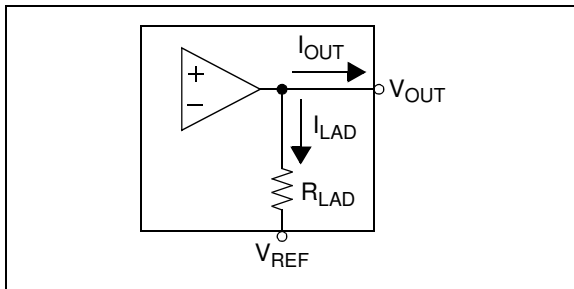 I_OUT
+
−
V_OUT
I_LAD
R_LAD
V_REF